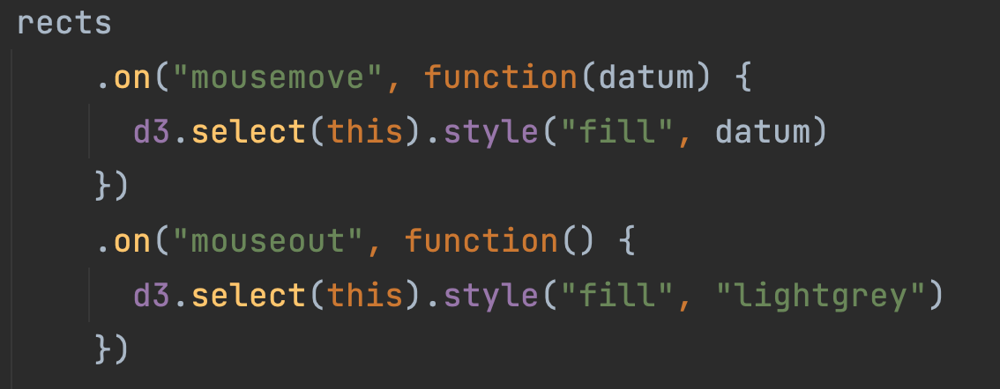 rects
.on("mousemove", function(datum) {
d3.select(this).style("fill", datum)
})
.on("mouseout", function() {
d3.select(this).style("fill", "lightgrey")
})